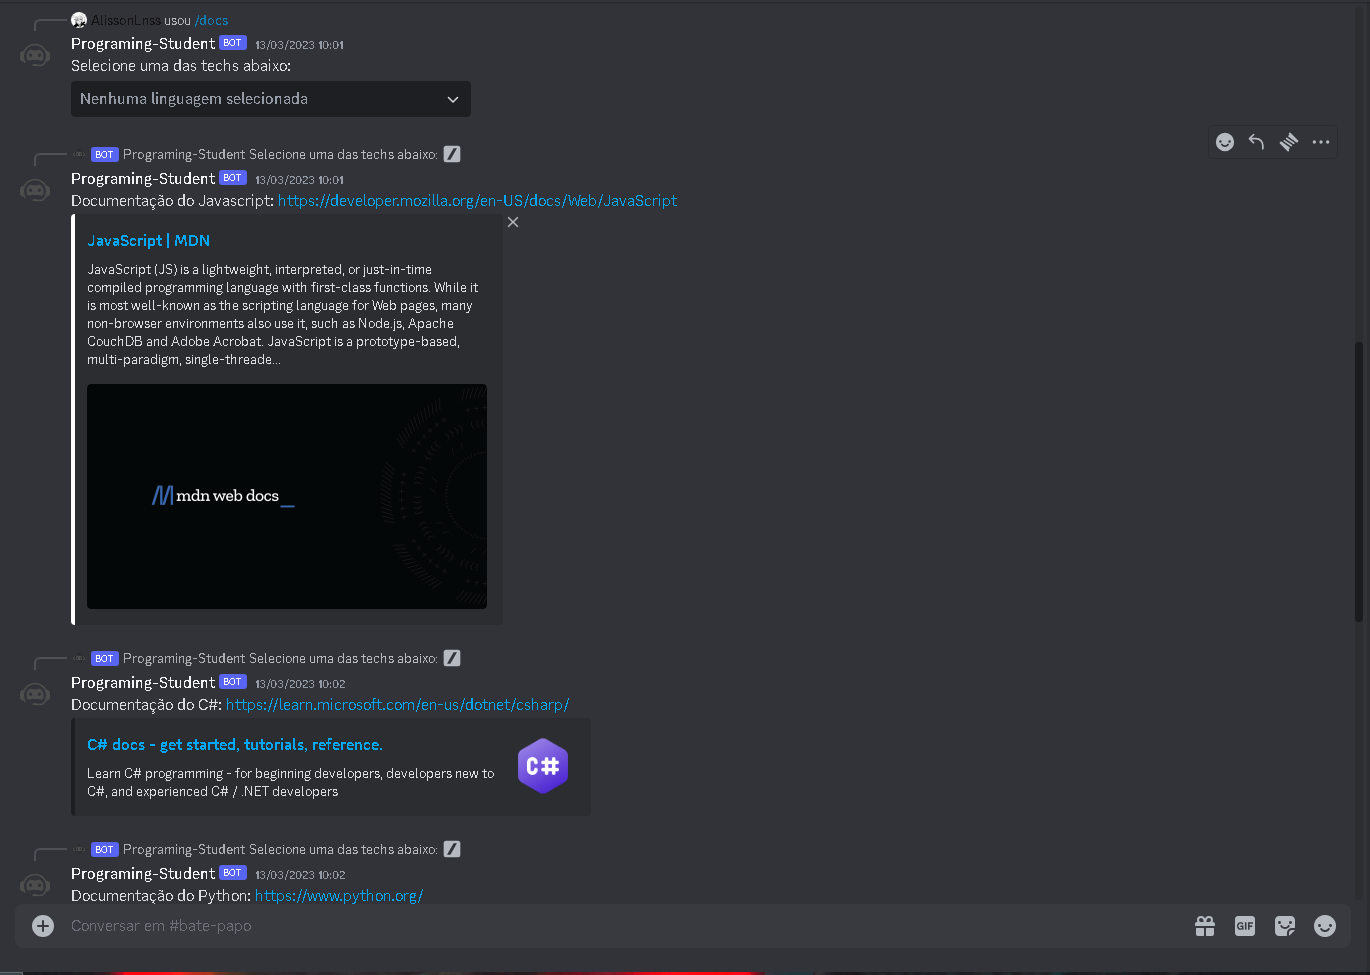 AlissonLnss usou /docs
Programing-Student BOT 13/03/2023 10:01
Selecione uma das techs abaixo:
Nenhuma linguagem selecionada
BOT Programing-Student Selecione uma das techs abaixo:
Programing-Student BOT 13/03/2023 10:01
Documentação do Javascript: https://developer.mozilla.org/en-US/docs/Web/JavaScript
JavaScript | MDN
JavaScript (JS) is a lightweight, interpreted, or just-in-time
compiled programming language with first-class functions. While it
is most well-known as the scripting language for Web pages, many
non-browser environments also use it, such as Node.js, Apache
CouchDB and Adobe Acrobat. JavaScript is a prototype-based,
multi-paradigm, single-threade...
mdn web docs_
BOT Programing-Student Selecione uma das techs abaixo:
Programing-Student BOT 13/03/2023 10:02
Documentação do C#: https://learn.microsoft.com/en-us/dotnet/csharp/
C# docs - get started, tutorials, reference.
C#
Learn C# programming - for beginning developers, developers new to
C#, and experienced C# / .NET developers
BOT Programing-Student Selecione uma das techs abaixo:
Programing-Student BOT 13/03/2023 10:02
Documentação do Python: https://www.python.org/
Conversar em #bate-papo
GIF